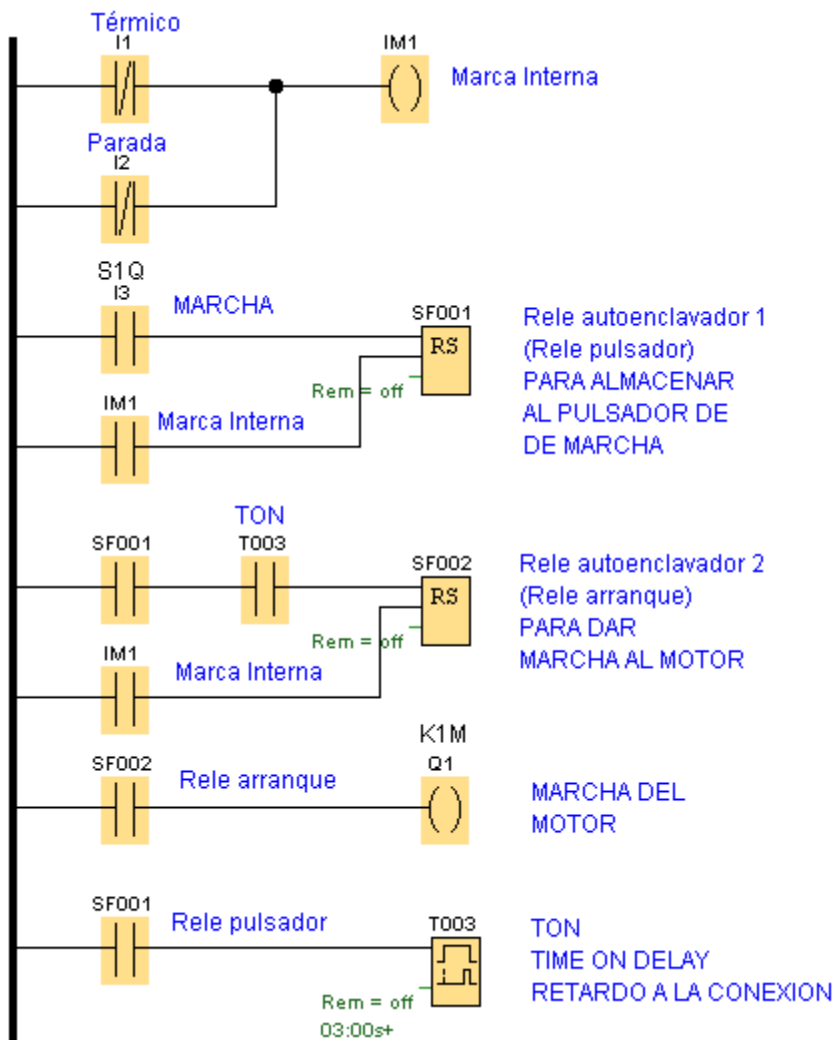 Térmico
I1
IM1
Marca Interna
Parada
I2
S1Q
I3
MARCHA
SF001
RS
Rem = off
Rele autoenclavador 1
(Rele pulsador)
PARA ALMACENAR
AL PULSADOR DE
DE MARCHA
IM1
Marca Interna
TON
SF001
T003
SF002
RS
Rem = off
Rele autoenclavador 2
(Rele arranque)
PARA DAR
MARCHA AL MOTOR
IM1
Marca Interna
SF002
Rele arranque
K1M
Q1
MARCHA DEL
MOTOR
SF001
Rele pulsador
T003
Rem = off
03:00s+
TON
TIME ON DELAY
RETARDO A LA CONEXION